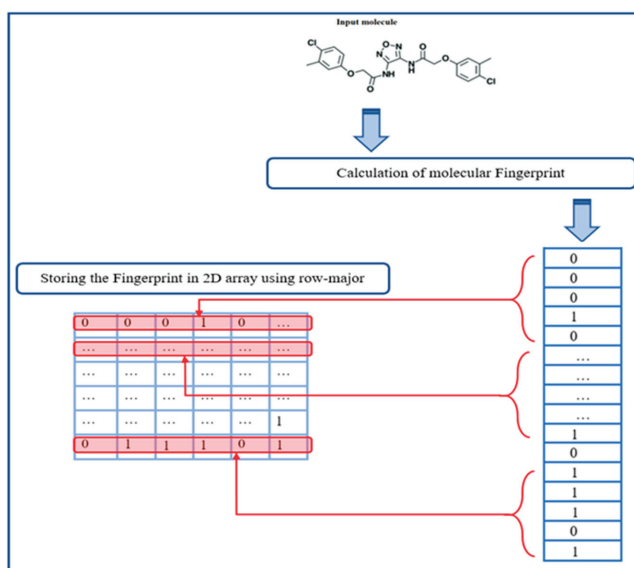 Input molecule
Cl
N
O
N
O
O
O
NH
NH
O
Cl
Calculation of molecular Fingerprint
Storing the Fingerprint in 2D array using row-major
0 0 0 1 0 ...
... ... ... ... ... ...
... ... ... ... ... ...
... ... ... ... ... ...
... ... ... ... ... 1
0 1 1 1 0 1
0
0
0
1
0
...
...
...
...
1
0
1
1
1
0
1